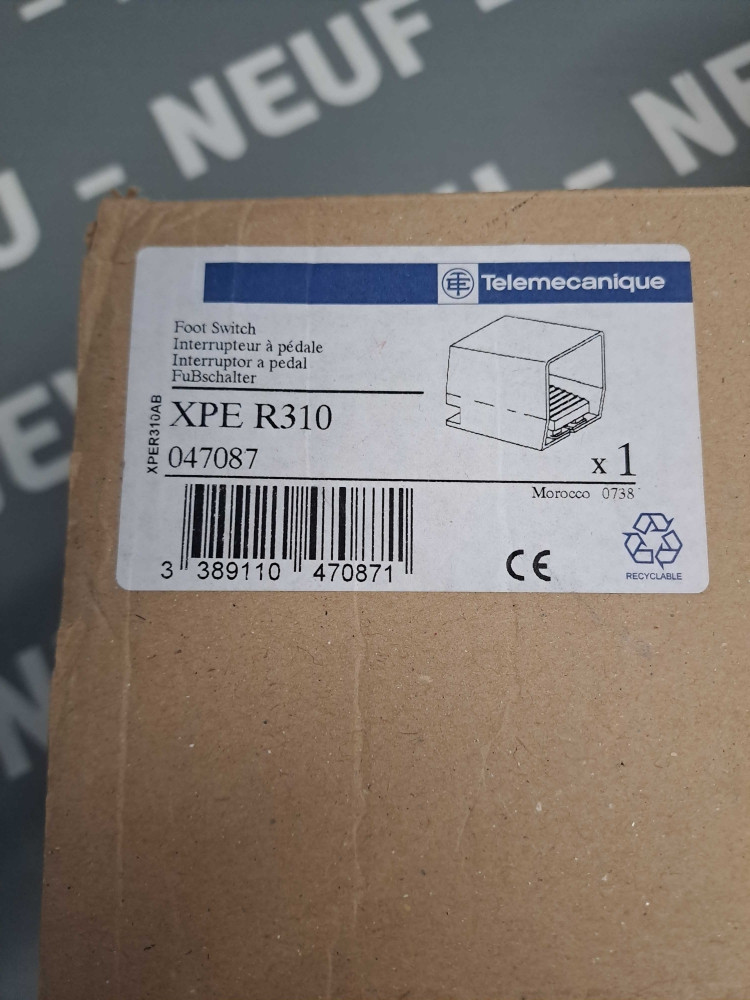 NEUF
Telemecanique
Foot Switch
Interrupteur à pédale
Interruptor a pedal
FuBschalter
XPER310AB
XPE R310
047087
x 1
Morocco 0738
3 389110 470871
CE
RECYCLABLE